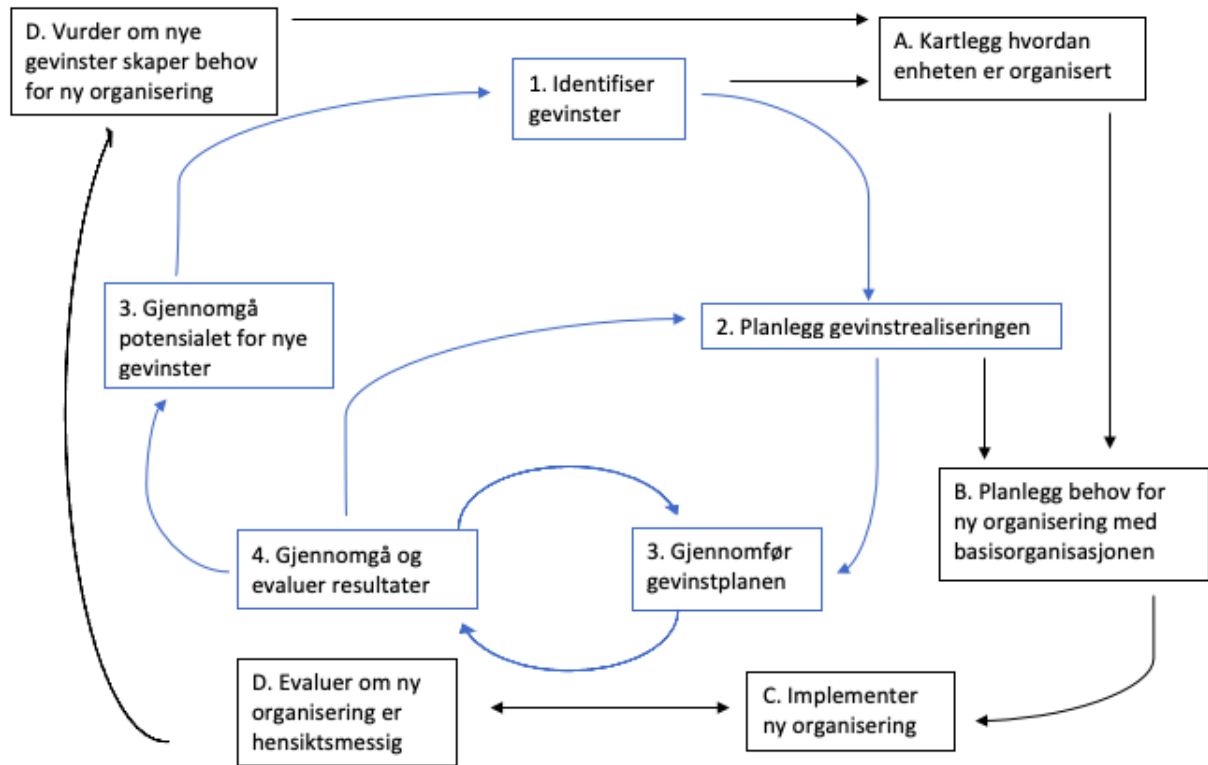 D. Vurder om nye
gevinster skaper behov
for ny organisering
A. Kartlegg hvordan
enheten er organisert
1. Identifiser
gevinster
3. Gjennomgå
potensialet for nye
gevinster
2. Planlegg gevinstrealiseringen
B. Planlegg behov for
ny organisering med
basisorganisasjonen
4. Gjennomgå og
evaluer resultater
3. Gjennomfør
gevinstplanen
D. Evaluer om ny
organisering er
hensiktsmessig
C. Implementer
ny organisering